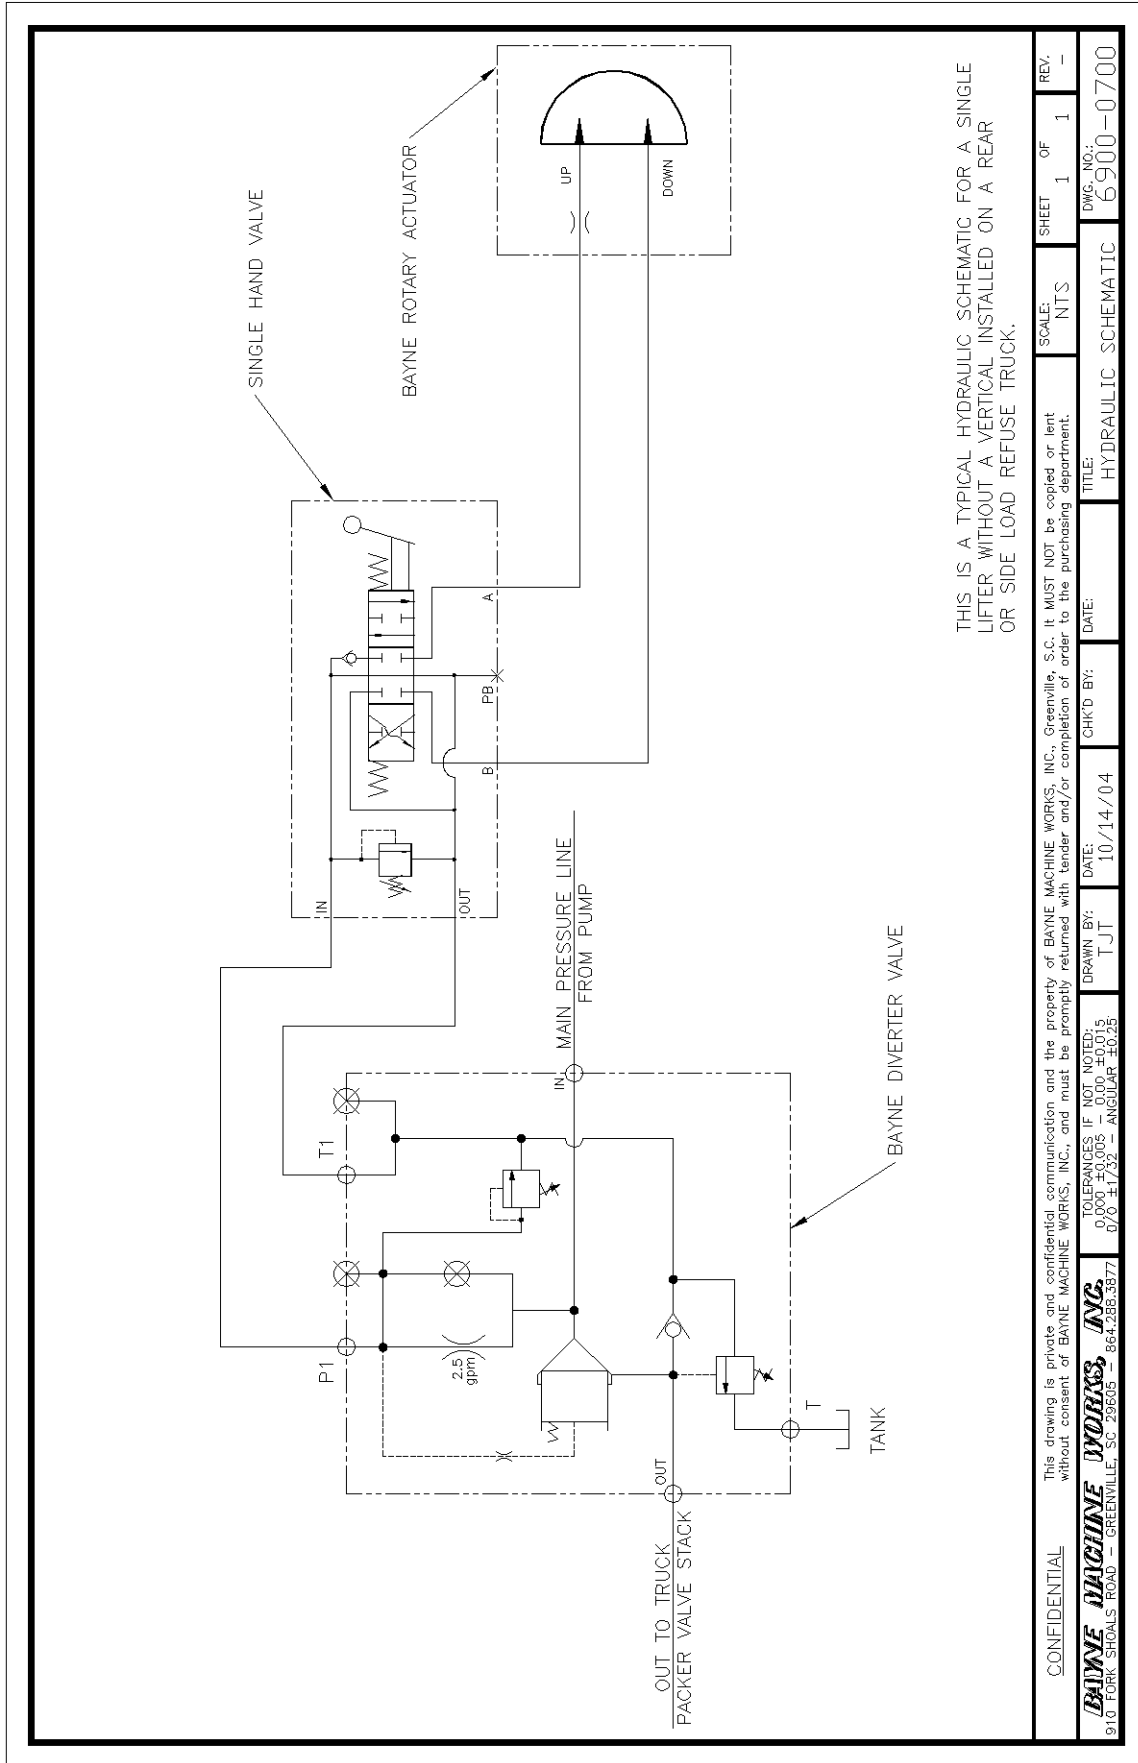 SINGLE HAND VALVE
BAYNE ROTARY ACTUATOR
IN
OUT
B
PB
A
UP
DOWN
P1
T1
2.5
gpm
IN
MAIN PRESSURE LINE
FROM PUMP
OUT
OUT TO TRUCK
PACKER VALVE STACK
T
TANK
BAYNE DIVERTER VALVE
THIS IS A TYPICAL HYDRAULIC SCHEMATIC FOR A SINGLE
LIFTER WITHOUT A VERTICAL INSTALLED ON A REAR
OR SIDE LOAD REFUSE TRUCK.
CONFIDENTIAL
This drawing is private and confidential communication and the property of BAYNE MACHINE WORKS, INC., Greenville, S.C. It MUST NOT be copied or lent
without consent of BAYNE MACHINE WORKS, INC., and must be promptly returned with tender and/or completion of order to the purchasing department.
SCALE:
NTS
SHEET
1 OF 1
REV.
-
BAYNE MACHINE WORKS, INC.
910 FORK SHOALS ROAD - GREENVILLE, SC 29605 - 864.288.3877
TOLERANCES IF NOT NOTED:
0.000 ±0.005 - 0.00 ±0.015
0/0 ±1/32 - ANGULAR ±0.25
DRAWN BY:
TJT
DATE:
10/14/04
CHK'D BY:
DATE:
TITLE:
HYDRAULIC SCHEMATIC
DWG. NO.:
6900-0700